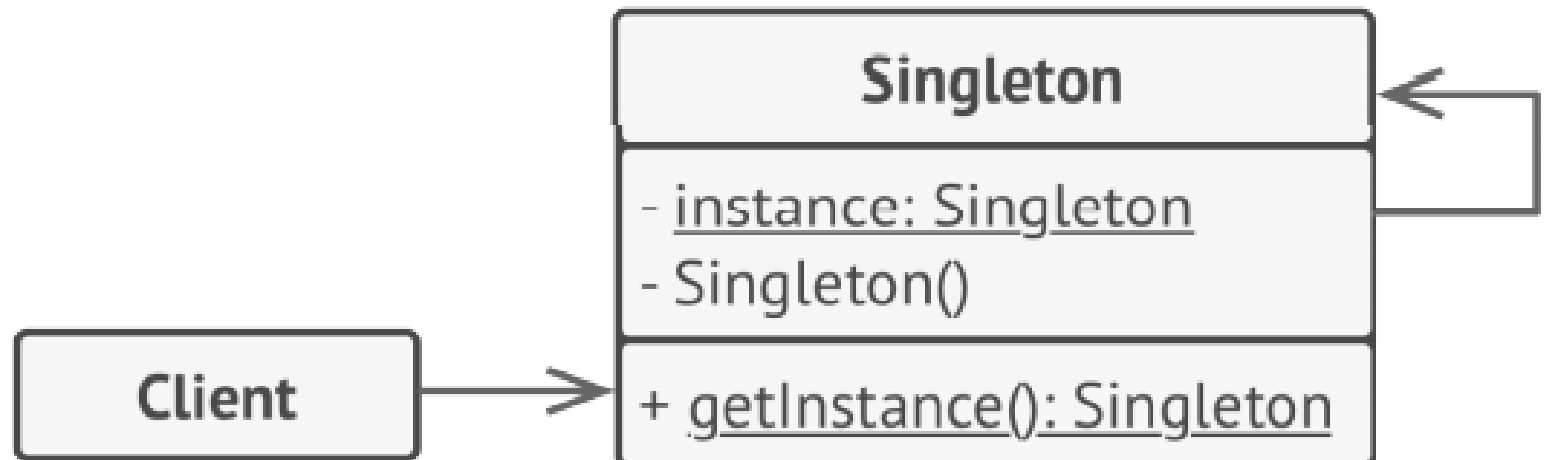 Singleton
- instance: Singleton
- Singleton()
+ getInstance(): Singleton
Client